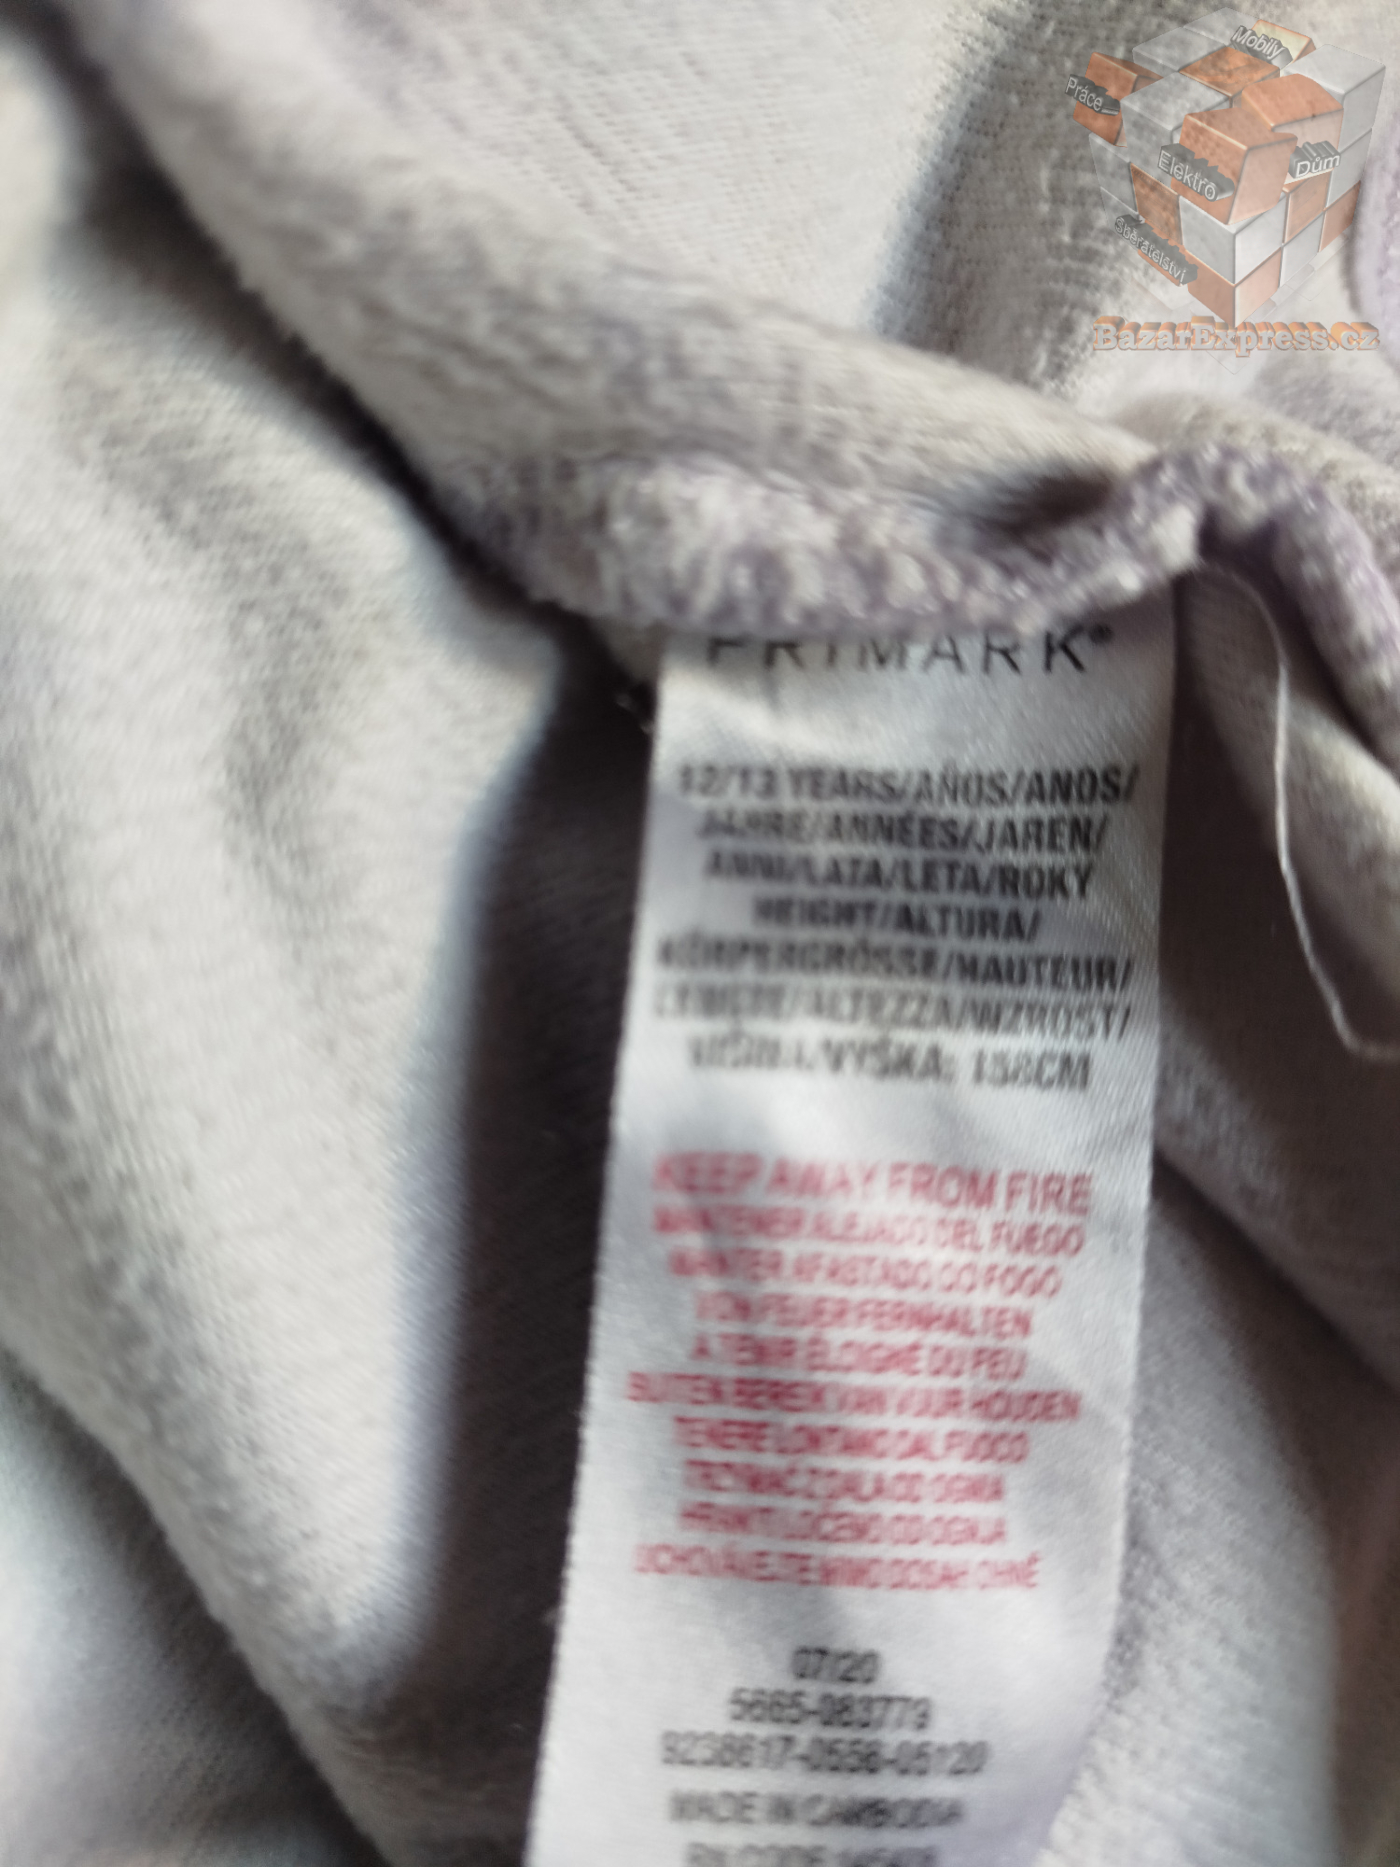 Mobily
Práce
Elektro
Dům
Sběratelství
BazarExpress.cz
PRIMARK®
12/13 YEARS/AÑOS/ANOS/
JAHRE/ANNÉES/JAREN/
ANNI/LATA/LETA/ROKY
HEIGHT/ALTURA/
KÖRPERGRÖSSE/HAUTEUR/
LENGTE/ALTEZZA/WZROST/
VIŠINA/VÝŠKA: 158CM
KEEP AWAY FROM FIRE
MANTENER ALEJADO DEL FUEGO
MANTER AFASTADO DO FOGO
VON FEUER FERNHALTEN
À TENIR ÉLOIGNÉ DU FEU
BUITEN BEREIK VAN VUUR HOUDEN
TENERE LONTANO DAL FUOCO
TRZYMAĆ Z DALA OD OGNIA
HRANITI LOČENO OD OGNJA
UCHOVÁVEJTE MIMO DOSAH OHNĚ
07/20
5665-083779
9238617-0558-05120
MADE IN CAMBODIA